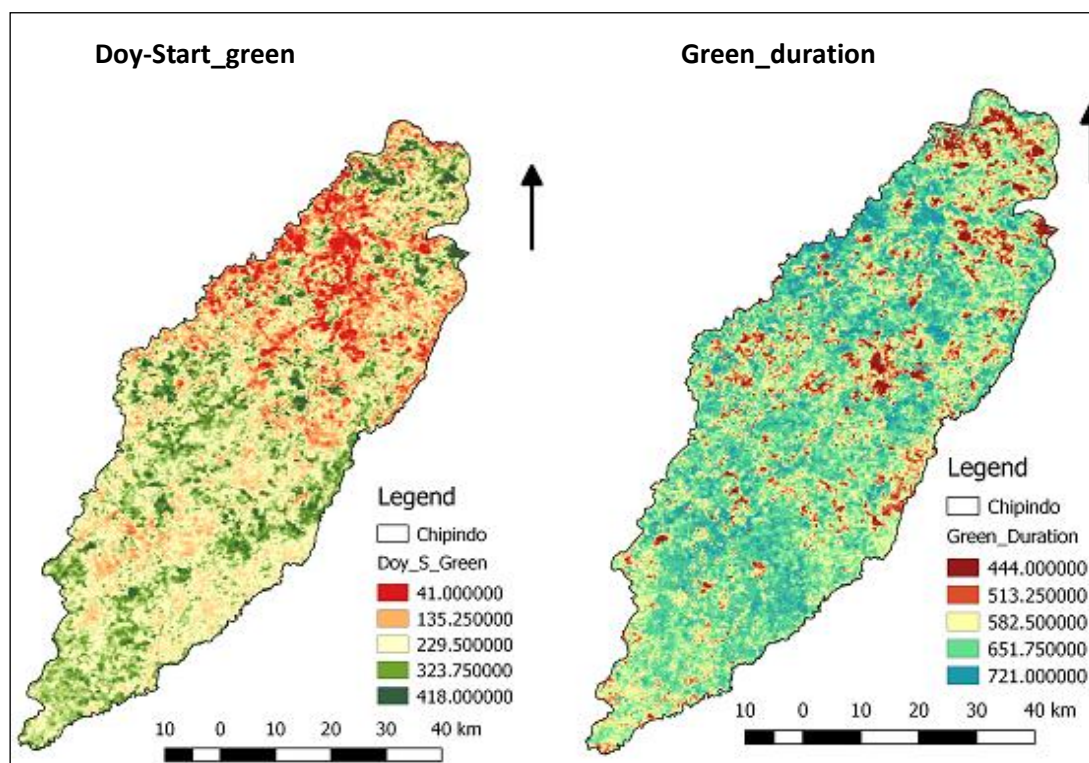 Doy-Start_green
Legend
Chipindo
Doy_S_Green
41.000000
135.250000
229.500000
323.750000
418.000000
10 0 10 20 30 40 km
Green_duration
Legend
Chipindo
Green_Duration
444.000000
513.250000
582.500000
651.750000
721.000000
10 0 10 20 30 40 km